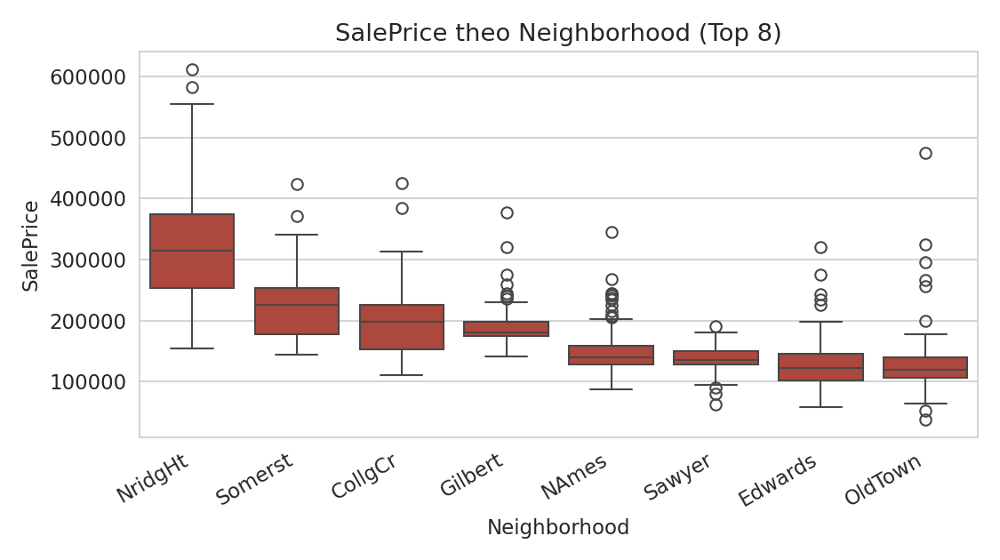 SalePrice theo Neighborhood (Top 8)
600000
500000
400000
300000
200000
100000
SalePrice
NridgHt
Somerst
CollgCr
Gilbert
NAmes
Sawyer
Edwards
OldTown
Neighborhood